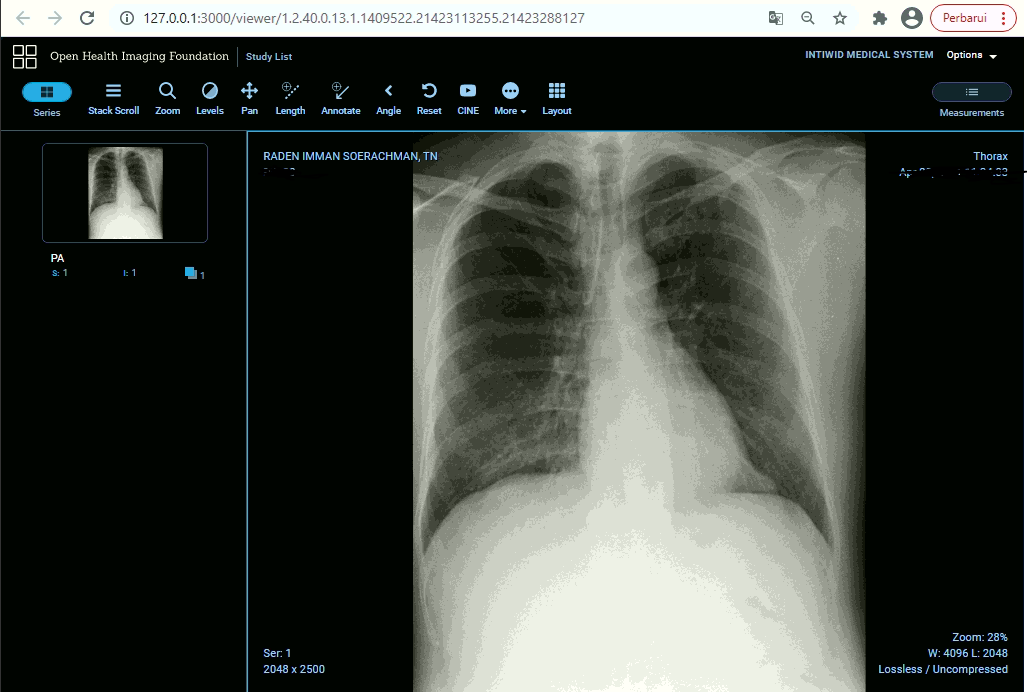 127.0.0.1:3000/viewer/1.2.40.0.13.1.1409522.21423113255.21423288127
Perbarui
Open Health Imaging Foundation
Study List
INTIWID MEDICAL SYSTEM
Options
Series
Stack Scroll
Zoom
Levels
Pan
Length
Annotate
Angle
Reset
CINE
More
Layout
Measurements
PA
S: 1
I: 1
1
RADEN IMMAN SOERACHMAN, TN
Thorax
Ser: 1
2048 x 2500
Zoom: 28%
W: 4096 L: 2048
Lossless / Uncompressed